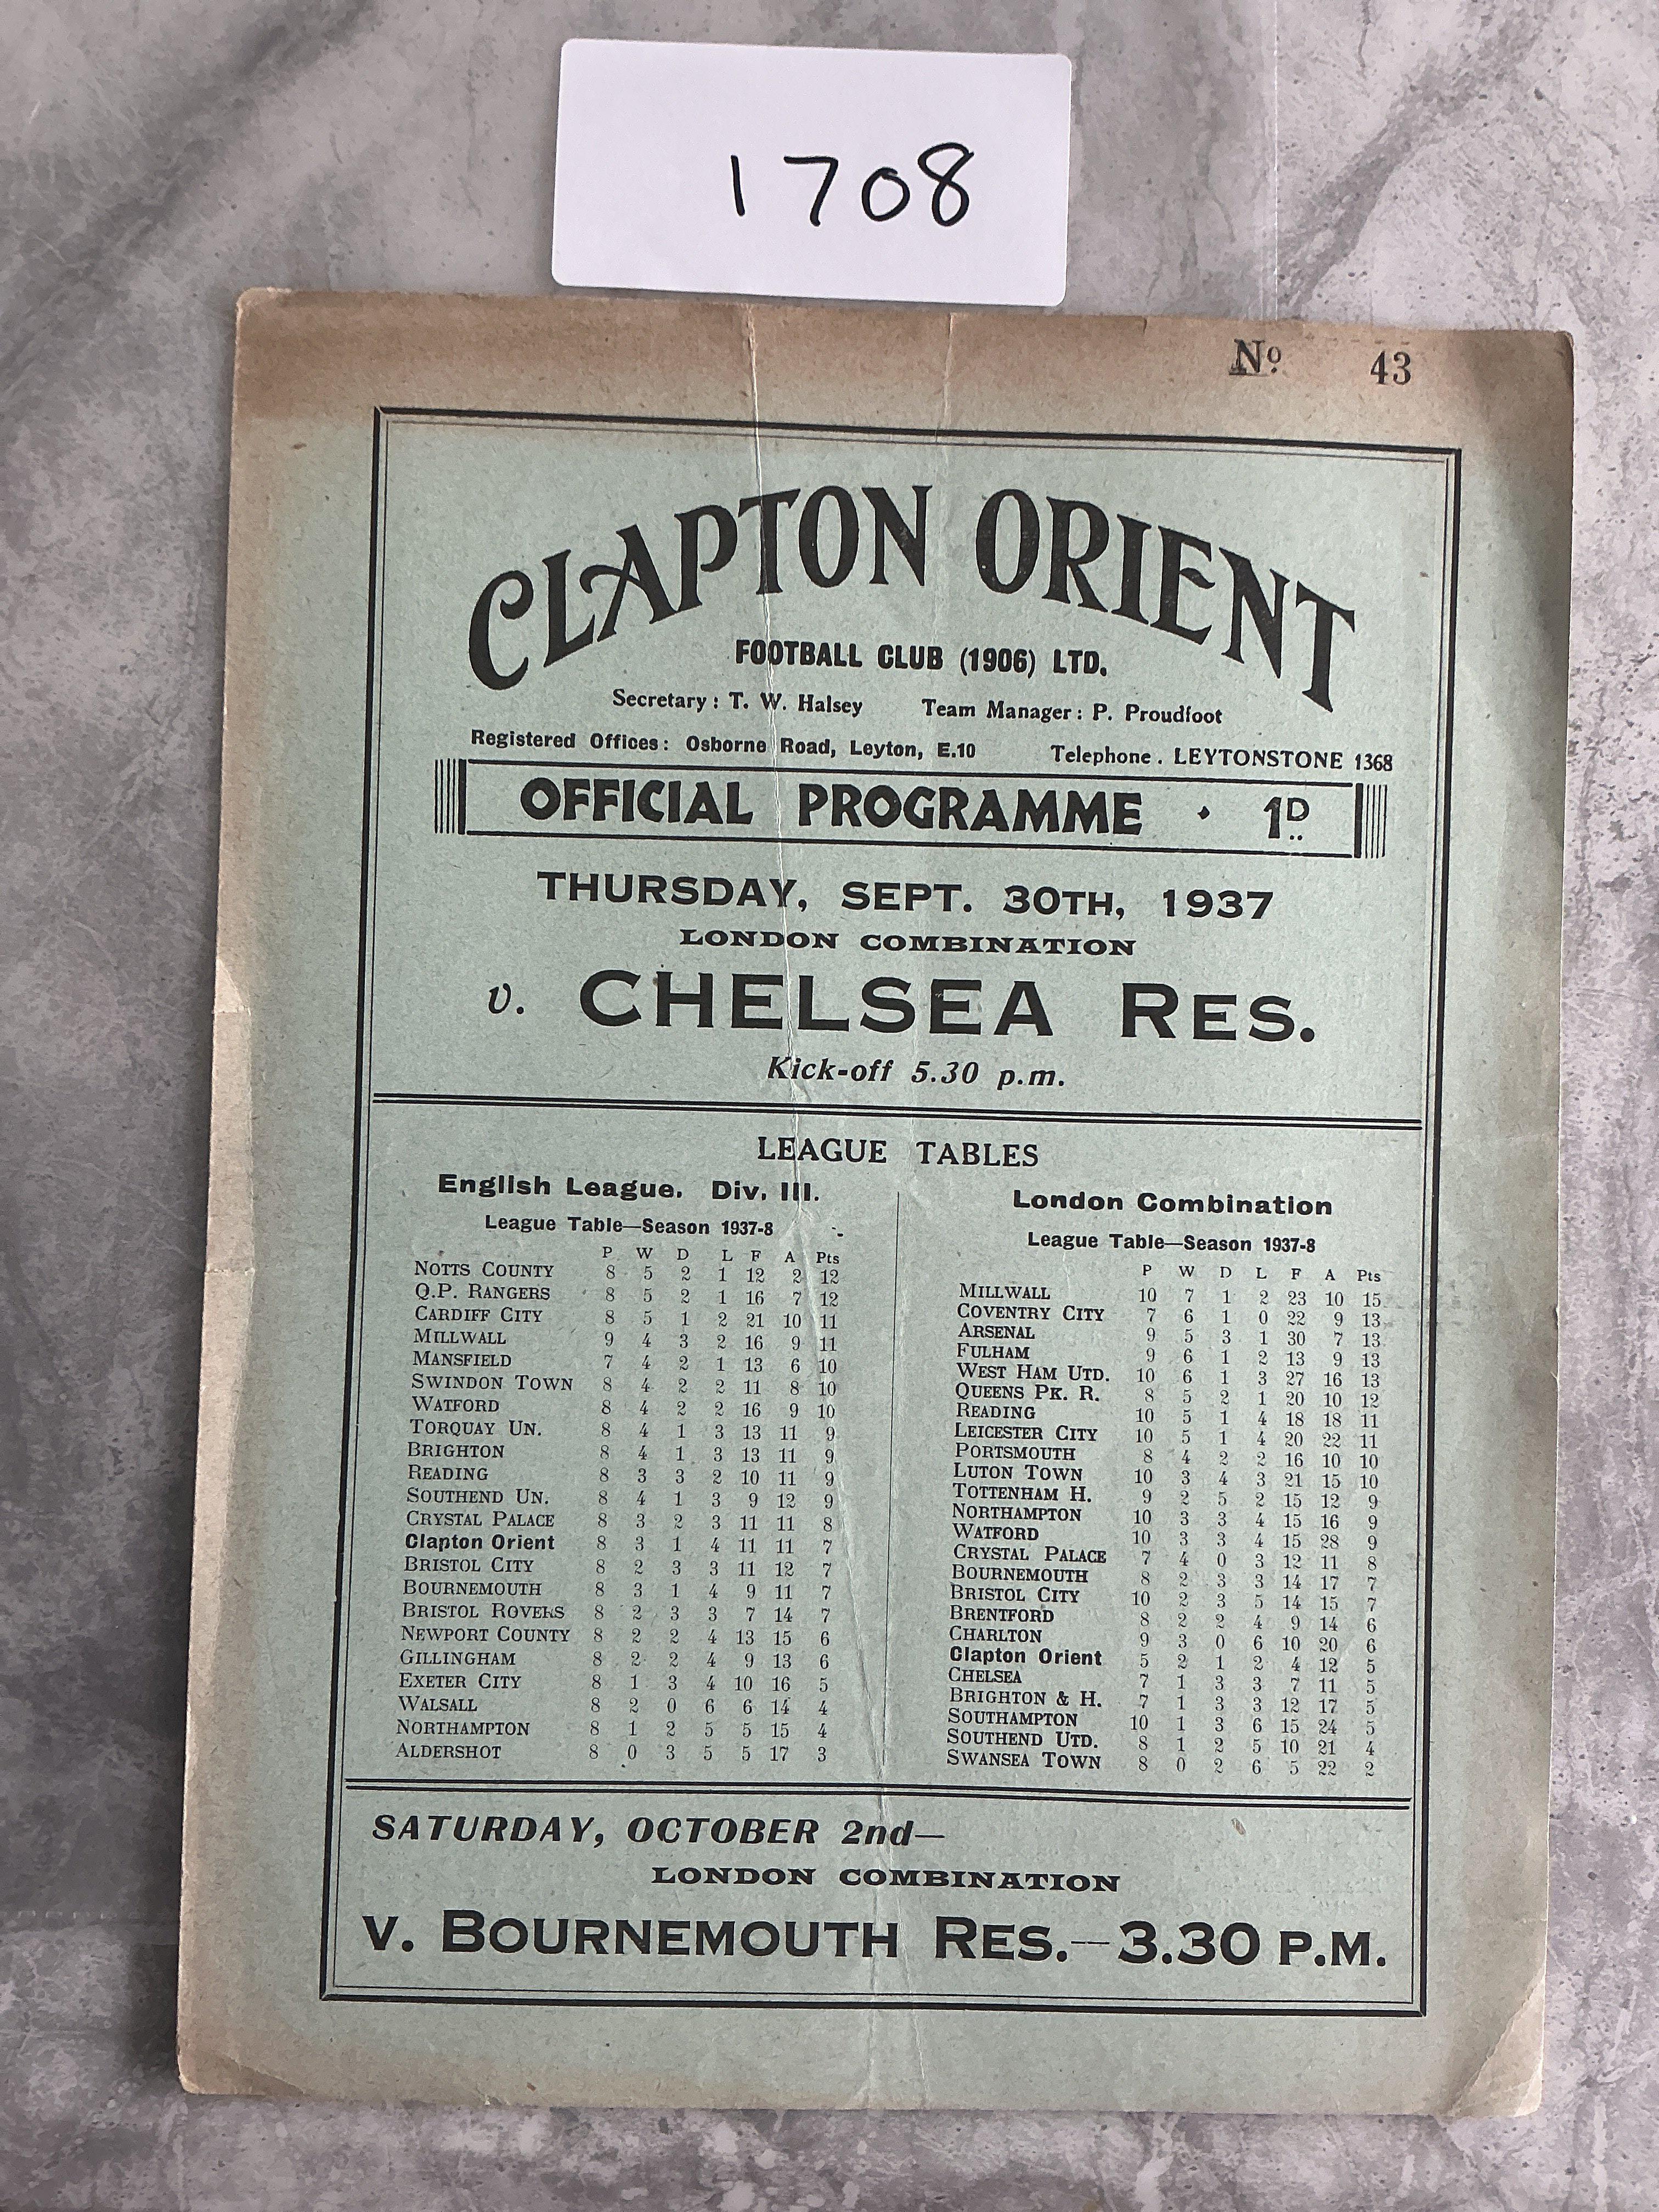 1708
No. 43
CLAPTON ORIENT
FOOTBALL CLUB (1906) LTD.
Secretary: T. W. Halsey Team Manager: P. Proudfoot
Registered Offices: Osborne Road, Leyton, E.10 Telephone. LEYTONSTONE 1368
OFFICIAL PROGRAMME · 1D.
THURSDAY, SEPT. 30TH, 1937
LONDON COMBINATION
v. CHELSEA RES.
Kick-off 5.30 p.m.
LEAGUE TABLES
English League. Div. III.
League Table—Season 1937-8
P W D L F A Pts
NOTTS COUNTY 8 5 2 1 12 2 12
Q.P. RANGERS 8 5 2 1 16 7 12
CARDIFF CITY 8 5 1 2 21 10 11
MILLWALL 9 4 3 2 16 9 11
MANSFIELD 7 4 2 1 13 6 10
SWINDON TOWN 8 4 2 2 11 8 10
WATFORD 8 4 2 2 16 9 10
TORQUAY UN. 8 4 1 3 13 11 9
BRIGHTON 8 4 1 3 13 11 9
READING 8 3 3 2 10 11 9
SOUTHEND UN. 8 4 1 3 9 12 9
CRYSTAL PALACE 8 3 2 3 11 11 8
Clapton Orient 8 3 1 4 11 11 7
BRISTOL CITY 8 2 3 3 11 12 7
BOURNEMOUTH 8 3 1 4 9 11 7
BRISTOL ROVERS 8 2 3 3 7 14 7
NEWPORT COUNTY 8 2 2 4 13 15 6
GILLINGHAM 8 2 2 4 9 13 6
EXETER CITY 8 1 3 4 10 16 5
WALSALL 8 2 0 6 6 14 4
NORTHAMPTON 8 1 2 5 5 15 4
ALDERSHOT 8 0 3 5 5 17 3
London Combination
League Table—Season 1937-8
P W D L F A Pts
MILLWALL 10 7 1 2 23 10 15
COVENTRY CITY 7 6 1 0 22 9 13
ARSENAL 9 5 3 1 30 7 13
FULHAM 9 6 1 2 13 9 13
WEST HAM UTD. 10 6 1 3 27 16 13
QUEENS PK. R. 8 5 2 1 20 10 12
READING 10 5 1 4 18 18 11
LEICESTER CITY 10 5 1 4 20 22 11
PORTSMOUTH 8 4 2 2 16 10 10
LUTON TOWN 10 3 4 3 21 15 10
TOTTENHAM H. 9 2 5 2 15 12 9
NORTHAMPTON 10 3 3 4 15 16 9
WATFORD 10 3 3 4 15 28 9
CRYSTAL PALACE 7 4 0 3 12 11 8
BOURNEMOUTH 8 2 3 3 14 17 7
BRISTOL CITY 10 2 3 5 14 15 7
BRENTFORD 8 2 2 4 9 14 6
CHARLTON 9 3 0 6 10 20 6
Clapton Orient 5 2 1 2 4 12 5
CHELSEA 7 1 3 3 7 11 5
BRIGHTON & H. 7 1 3 3 12 17 5
SOUTHAMPTON 10 1 3 6 15 24 5
SOUTHEND UTD. 8 1 2 5 10 21 4
SWANSEA TOWN 8 0 2 6 5 22 2
SATURDAY, OCTOBER 2nd—
LONDON COMBINATION
v. BOURNEMOUTH RES.—3.30 P.M.